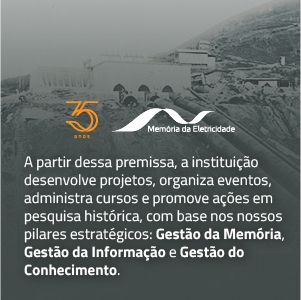 35
anos
Memória da Eletricidade
A partir dessa premissa, a instituição
desenvolve projetos, organiza eventos,
administra cursos e promove ações em
pesquisa histórica, com base nos nossos
pilares estratégicos: Gestão da Memória,
Gestão da Informação e Gestão do
Conhecimento.